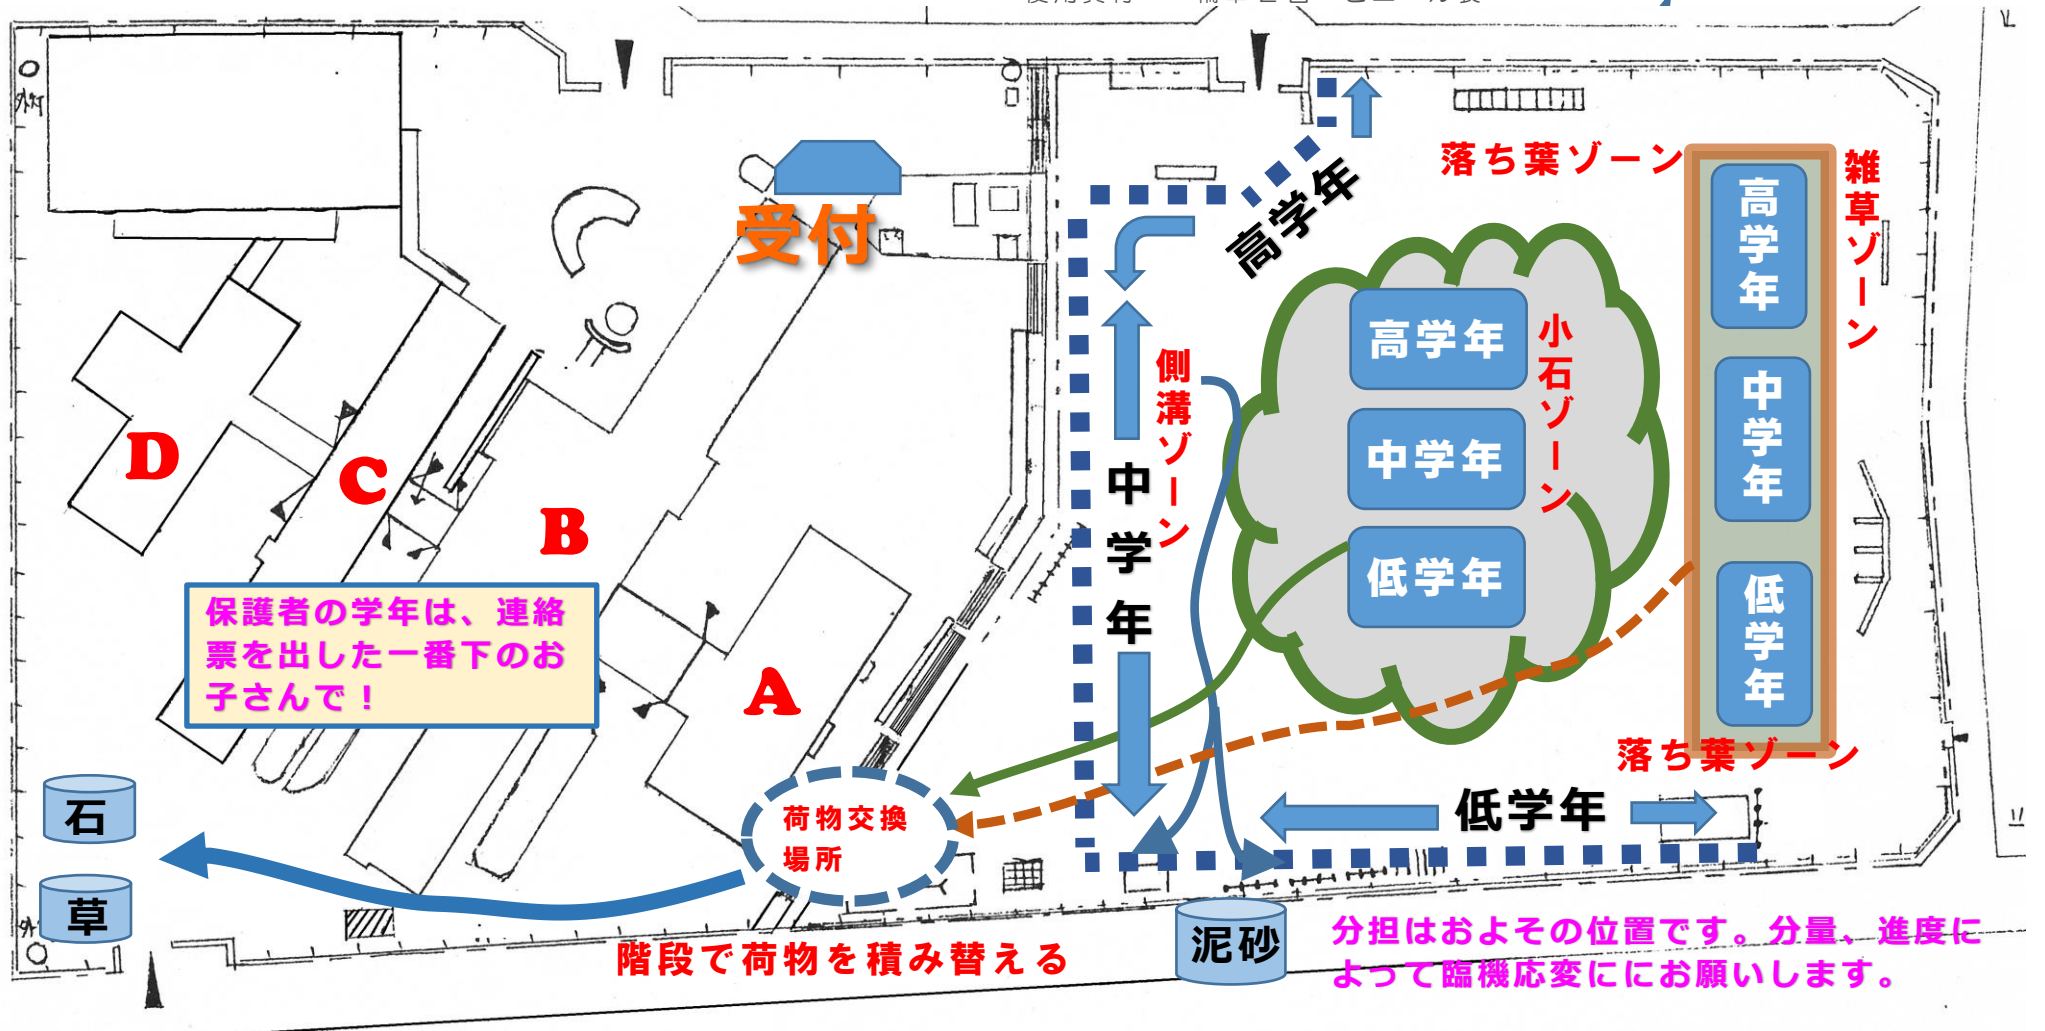 外灯
受付
落ち葉ゾーン
雑草ゾーン
高学年
高学年
高学年
小石ゾーン
側溝ゾーン
中学年
中学年
中学年
低学年
低学年
D
C
B
A
保護者の学年は、連絡
票を出した一番下のお
子さんで！
落ち葉ゾーン
低学年
石
草
荷物交換
場所
階段で荷物を積み替える
泥砂
分担はおよその位置です。分量、進度に
よって臨機応変ににお願いします。